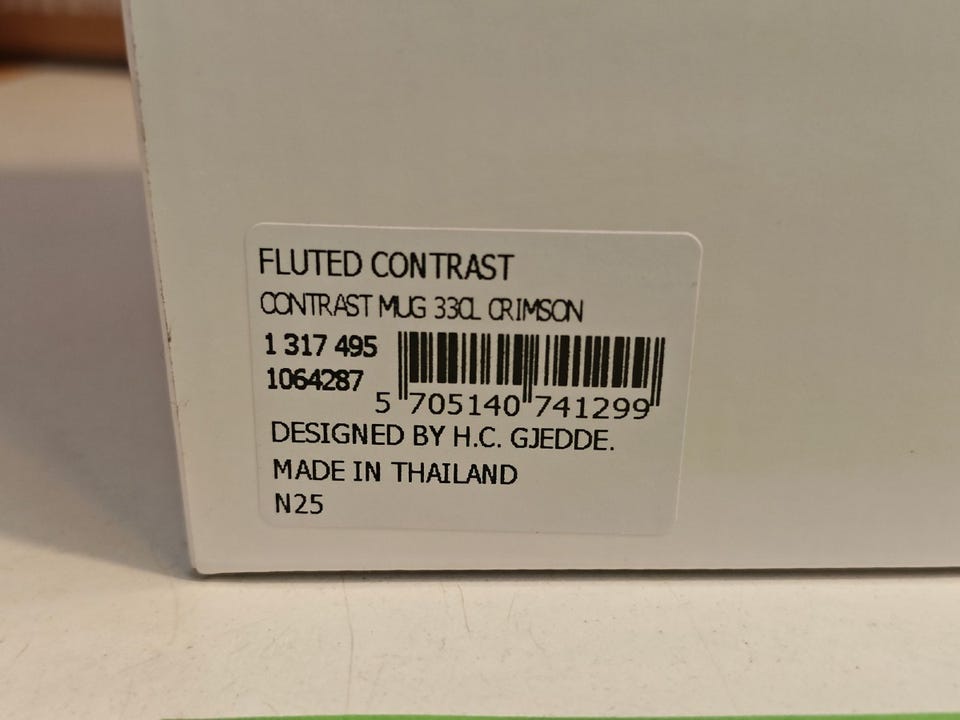 FLUTED CONTRAST
CONTRAST MUG 33CL CRIMSON
1 317 495
1064287
5 705140 741299
DESIGNED BY H.C. GJEDDE.
MADE IN THAILAND
N25